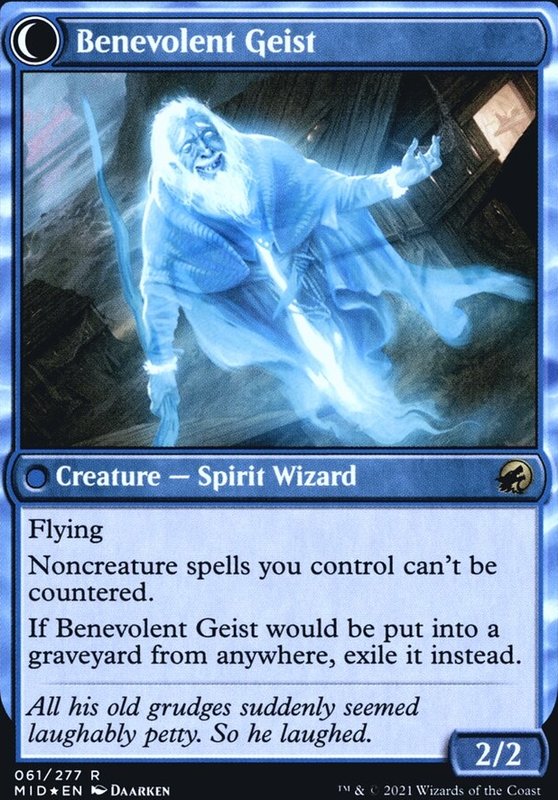 Benevolent Geist
Creature — Spirit Wizard
Flying
Noncreature spells you control can't be
countered.
If Benevolent Geist would be put into a
graveyard from anywhere, exile it instead.
All his old grudges suddenly seemed
laughably petty. So he laughed.
2/2
061/277 R
MID★EN Daarken
™ & © 2021 Wizards of the Coast